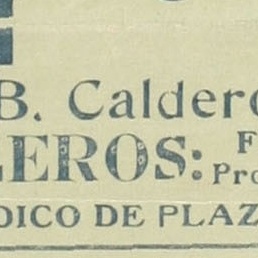 B. Caldero
LEROS: F
Pro
DICO DE PLAZ